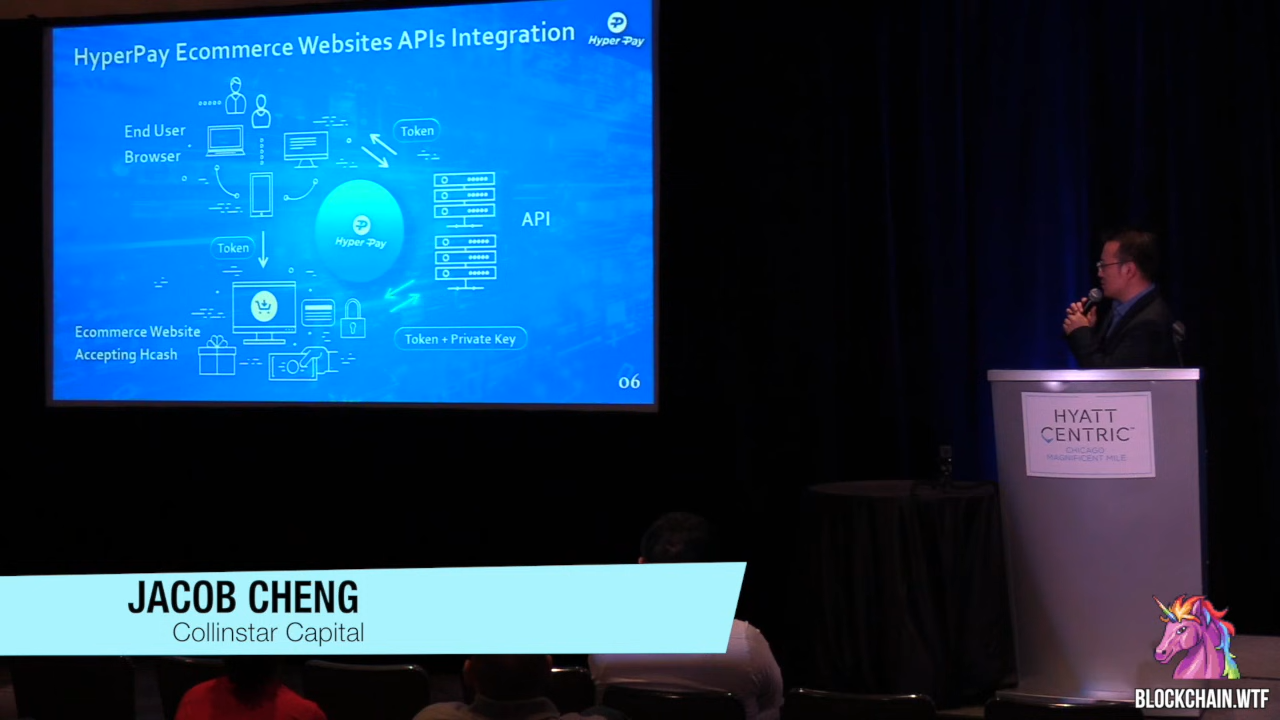 HyperPay Ecommerce Websites APIs Integration
Hyper Pay
End User
Browser
Token
API
Hyper Pay
Token
Ecommerce Website
Accepting Hcash
Token + Private Key
06
HYATT
CENTRIC™
CHICAGO
MAGNIFICENT MILE
JACOB CHENG
Collinstar Capital
BLOCKCHAIN.WTF